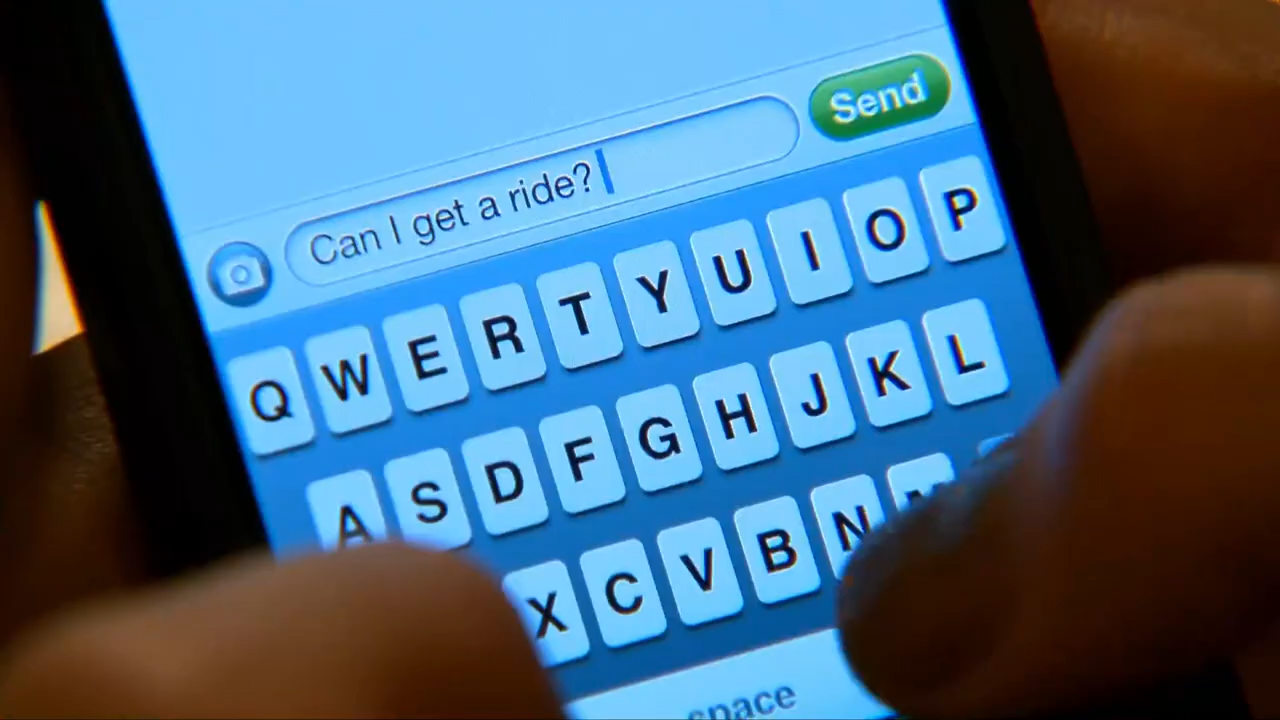 Can I get a ride?
Send
Q W E R T Y U I O P
A S D F G H J K L
X C V B N M
space